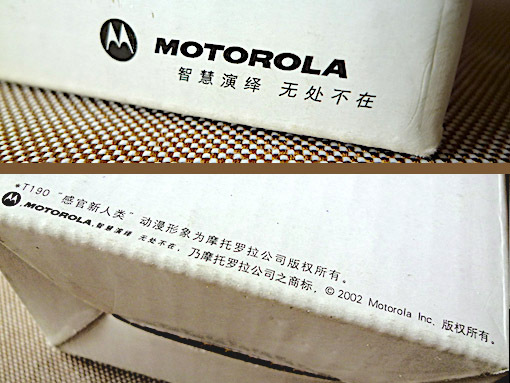 MOTOROLA
智慧演绎 无处不在
*T190 "感官新人类" 动漫形象为摩托罗拉公司版权所有。
MOTOROLA, 智慧演绎 无处不在, 乃摩托罗拉公司之商标, © 2002 Motorola Inc. 版权所有。